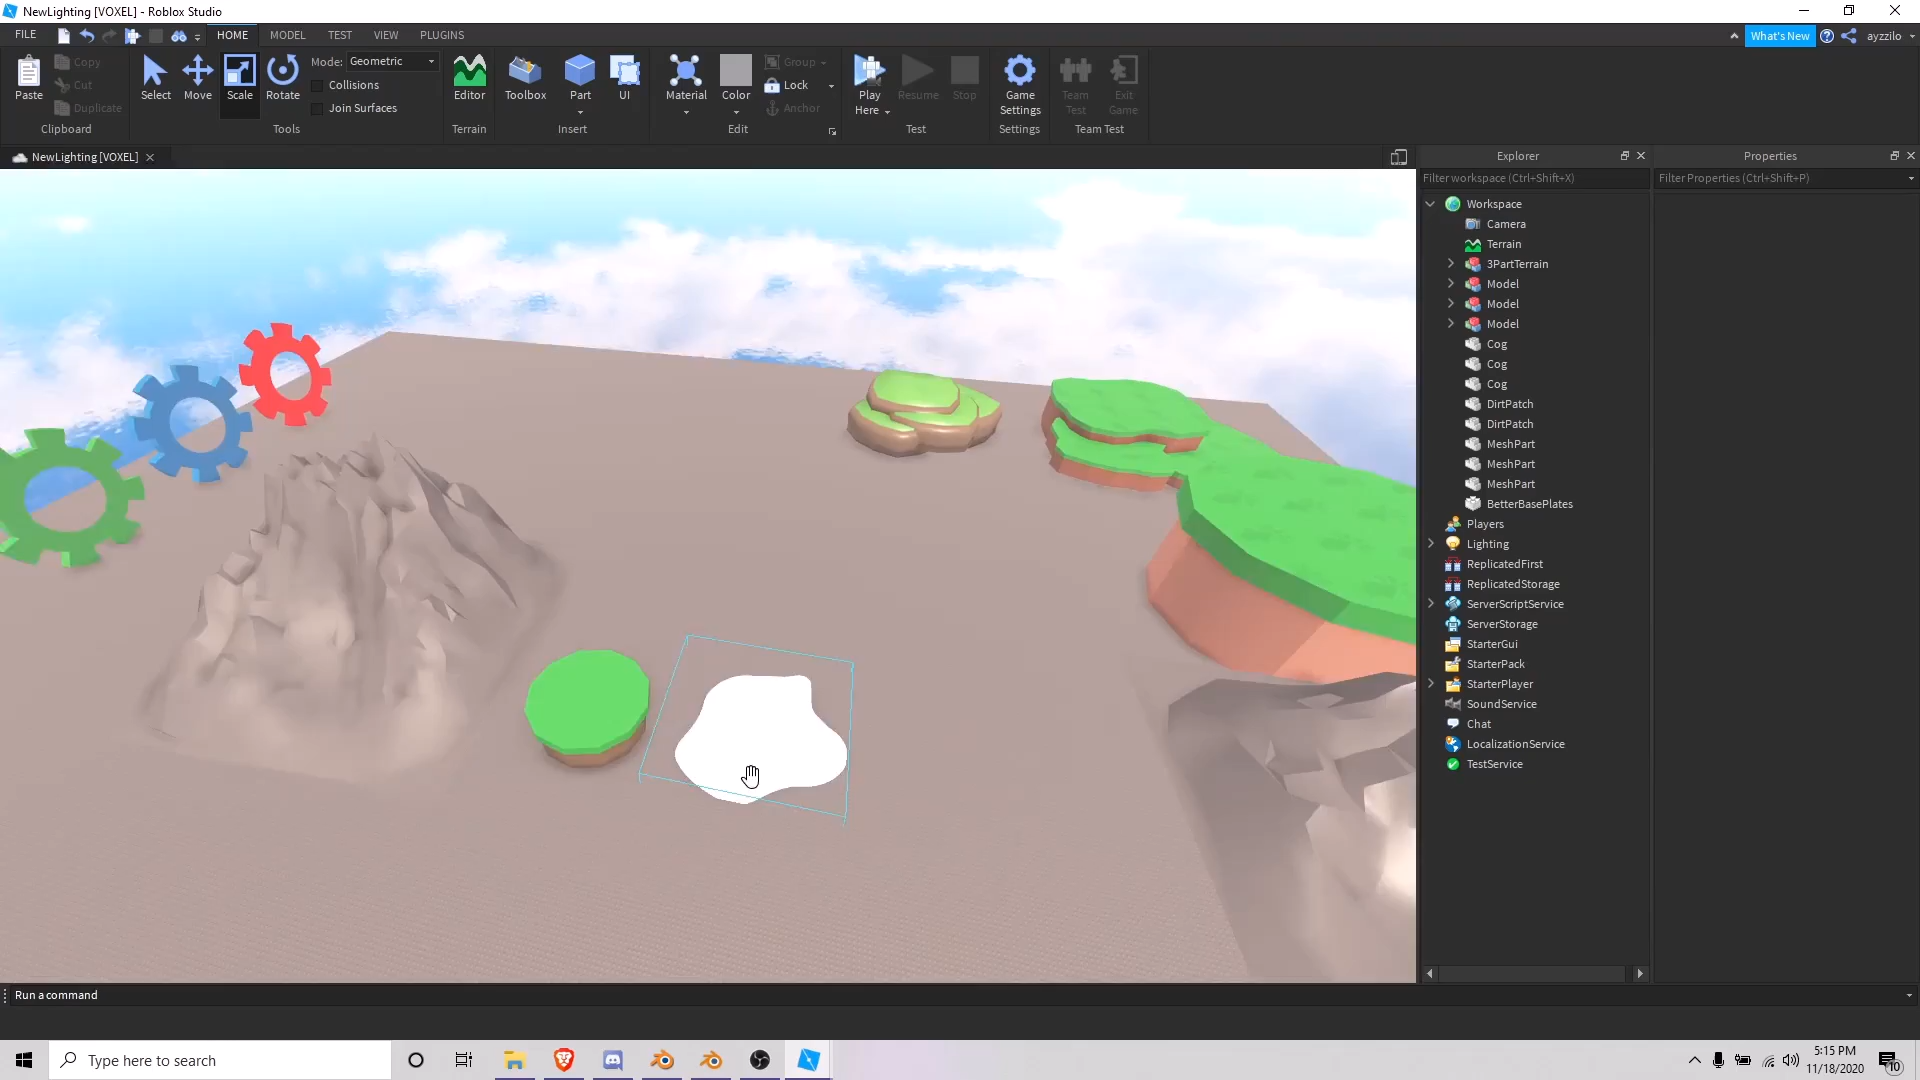 NewLighting [VOXEL] - Roblox Studio
FILE HOME MODEL TEST VIEW PLUGINS What's New ayzzilo
Paste Copy Cut Duplicate
Clipboard
Select Move Scale Rotate
Mode: Geometric
Collisions
Join Surfaces
Tools
Editor
Terrain
Toolbox Part UI
Insert
Material Color Group Lock Anchor
Edit
Play Here Resume Stop
Test
Game Settings
Settings
Team Test Exit Game
Team Test
NewLighting [VOXEL]
Explorer
Filter workspace (Ctrl+Shift+X)
Workspace
Camera
Terrain
3PartTerrain
Model
Model
Model
Cog
Cog
Cog
DirtPatch
DirtPatch
MeshPart
MeshPart
MeshPart
BetterBasePlates
Players
Lighting
ReplicatedFirst
ReplicatedStorage
ServerScriptService
ServerStorage
StarterGui
StarterPack
StarterPlayer
SoundService
Chat
LocalizationService
TestService
Properties
Filter Properties (Ctrl+Shift+P)
Run a command
Type here to search
5:15 PM
11/18/2020
10